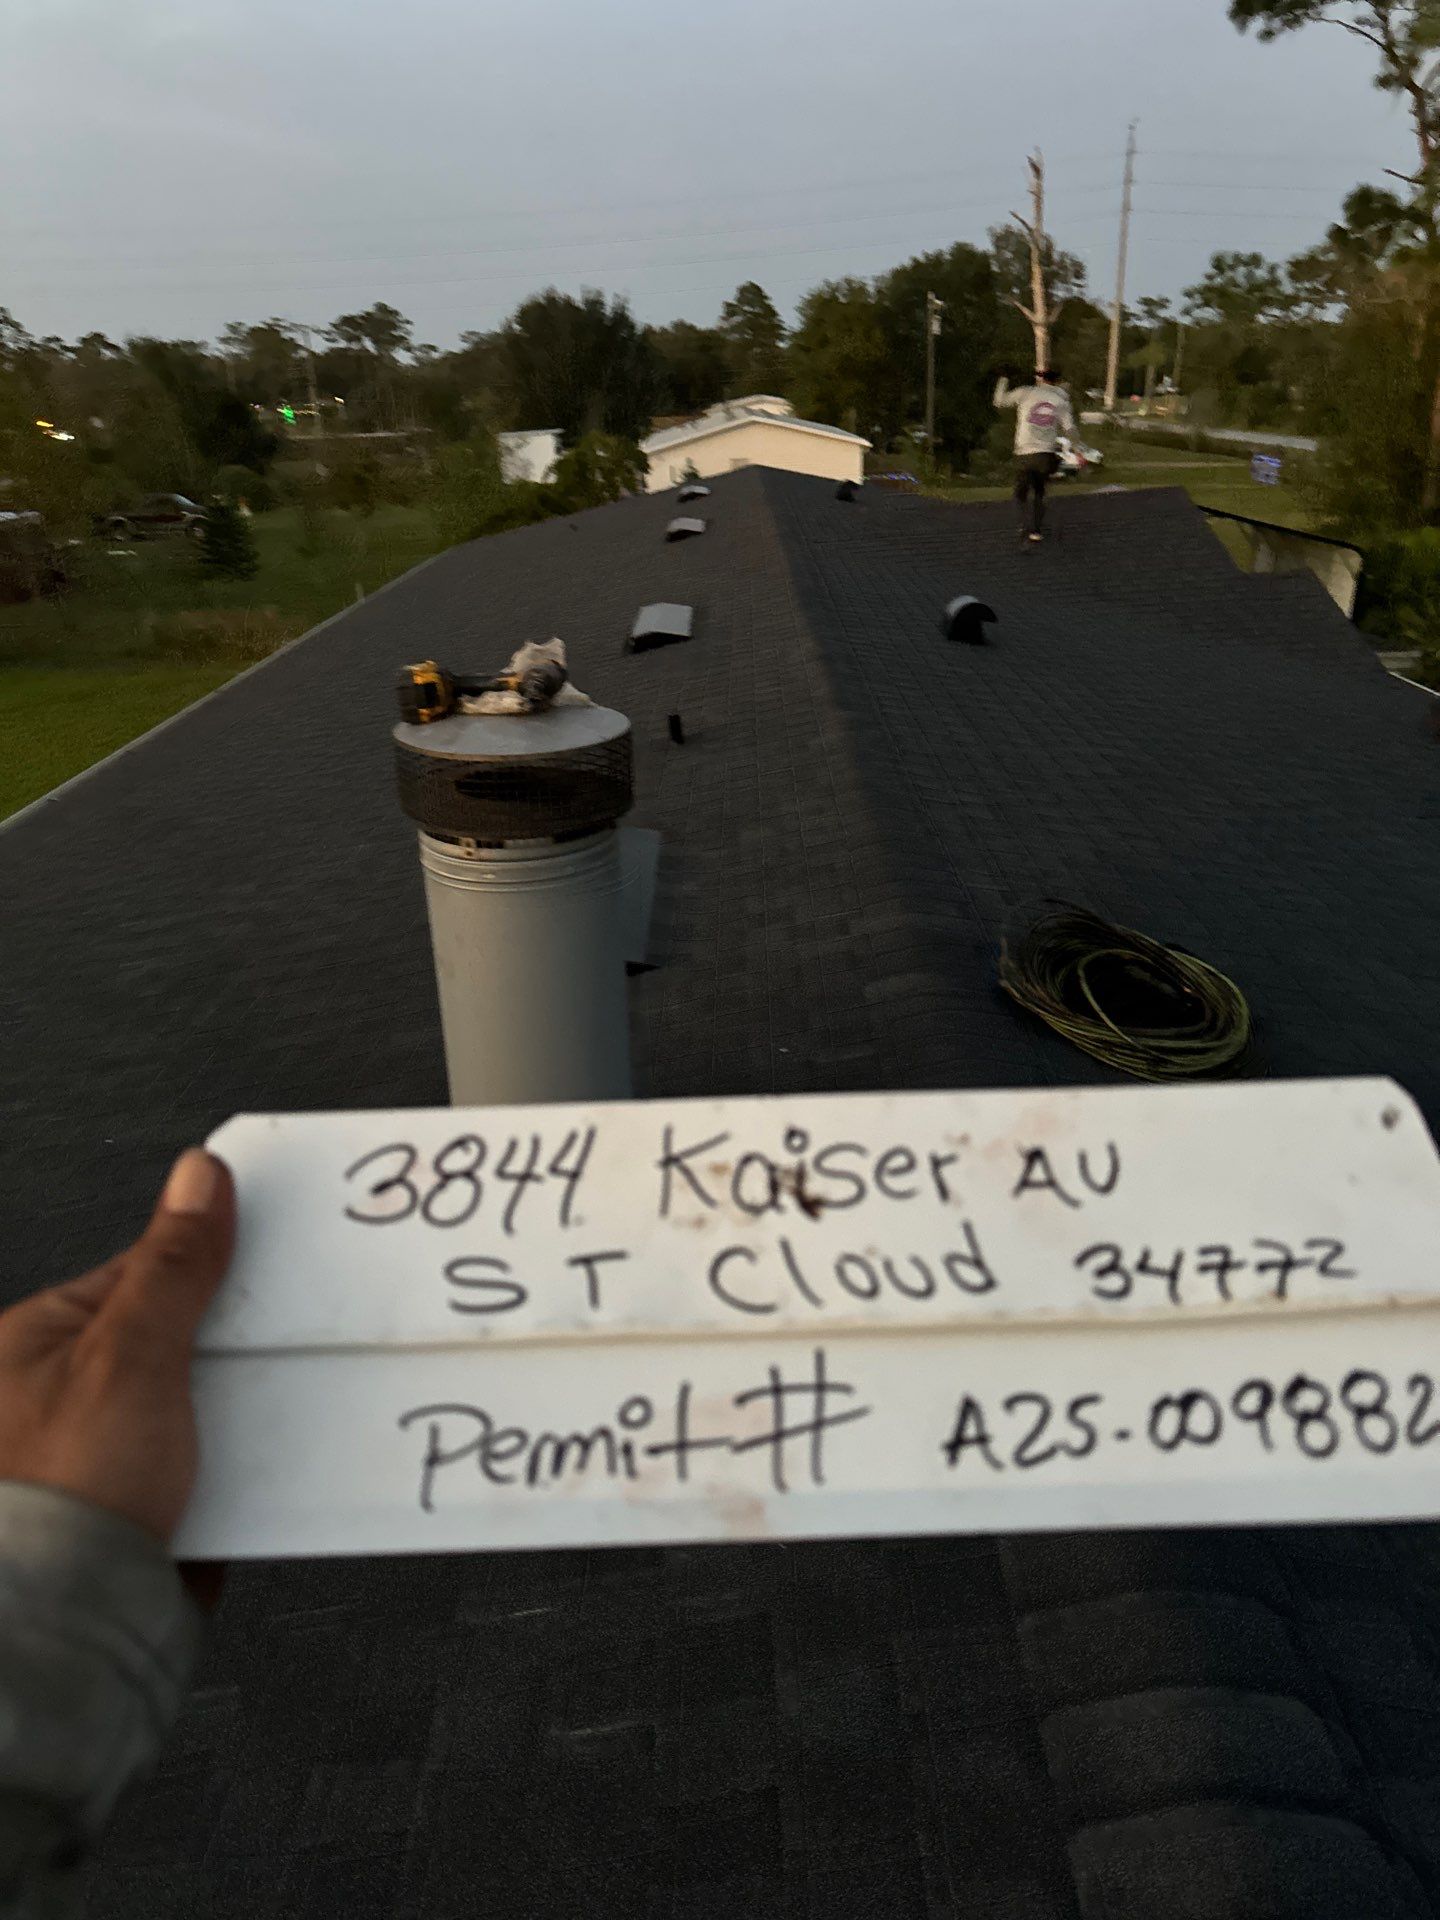 3844 Kaiser AV
ST Cloud 34772
Permit # A25-009882